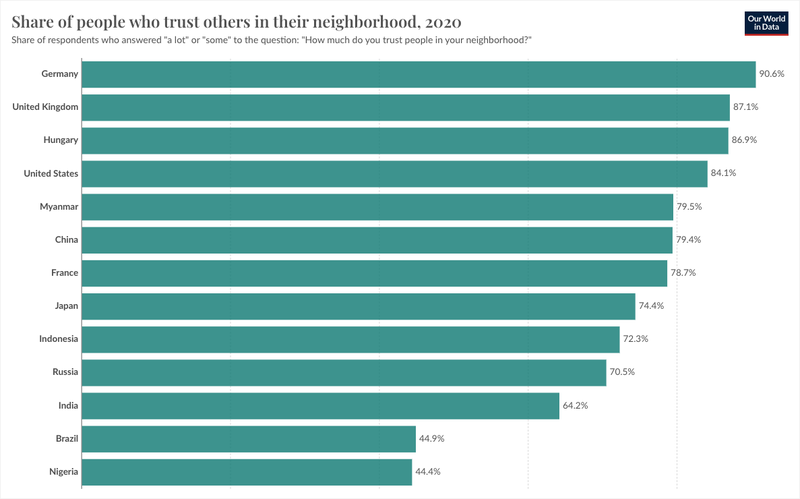 Share of people who trust others in their neighborhood, 2020
Our World
in Data
Share of respondents who answered "a lot" or "some" to the question: "How much do you trust people in your neighborhood?"
Germany 90.6%
United Kingdom 87.1%
Hungary 86.9%
United States 84.1%
Myanmar 79.5%
China 79.4%
France 78.7%
Japan 74.4%
Indonesia 72.3%
Russia 70.5%
India 64.2%
Brazil 44.9%
Nigeria 44.4%